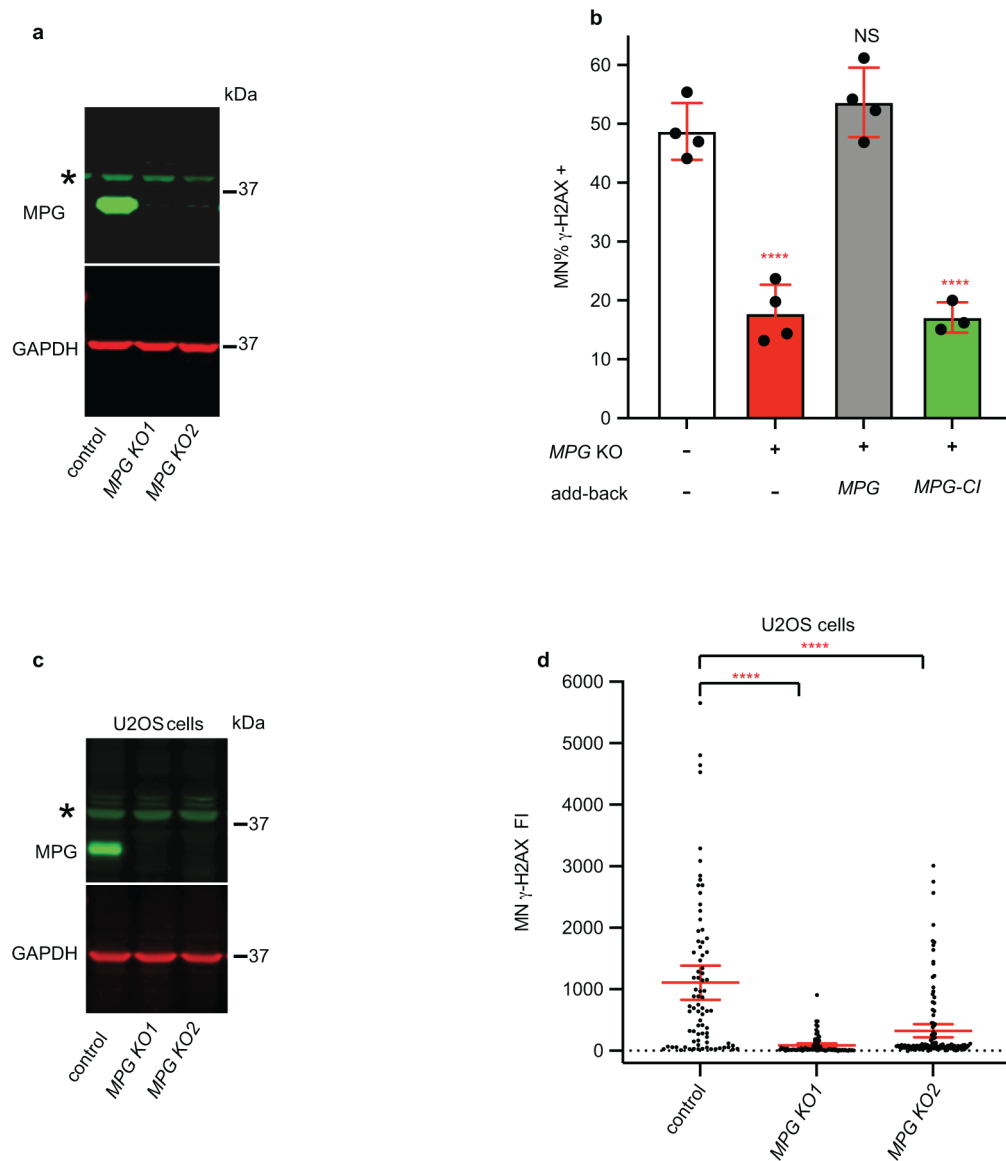 a
kDa
*
37
MPG
GAPDH
37
control
MPG KO1
MPG KO2
b
NS
MN% γ-H2AX +
60
50
40
30
20
10
0
****
****
MPG KO - + + +
add-back - - MPG MPG-CI
c
U2OS cells kDa
*
37
MPG
GAPDH
37
control
MPG KO1
MPG KO2
d
U2OS cells
****
****
MN γ-H2AX FI
6000
5000
4000
3000
2000
1000
0
control
MPG KO1
MPG KO2